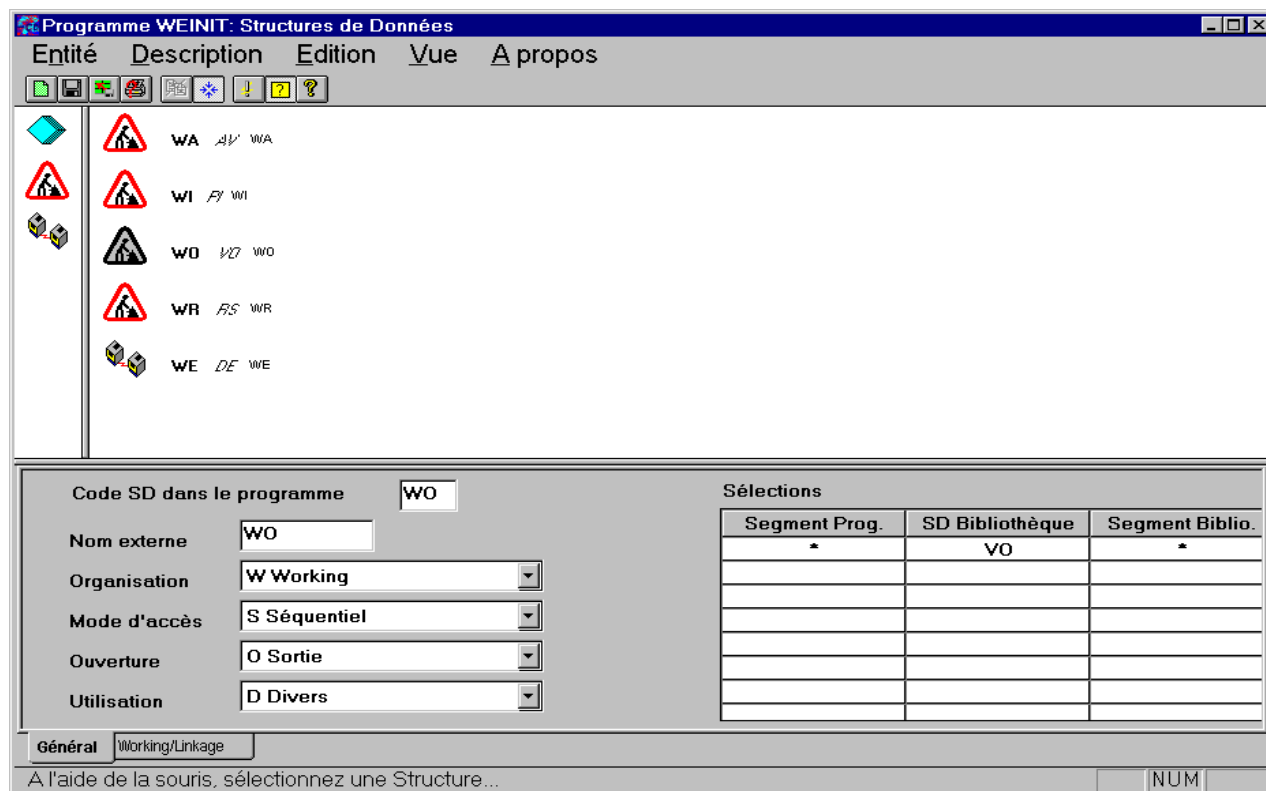 Programme WEINIT: Structures de Données
Entité Description Edition Vue A propos
WA AV WA
WI FI WI
WO VO WO
WR RS WR
WE DE WE
Code SD dans le programme WO
Nom externe WO
Organisation W Working
Mode d'accès S Séquentiel
Ouverture O Sortie
Utilisation D Divers
Sélections
Segment Prog. SD Bibliothèque Segment Biblio.
* VO *
Général Working/Linkage
A l'aide de la souris, sélectionnez une Structure...
NUM